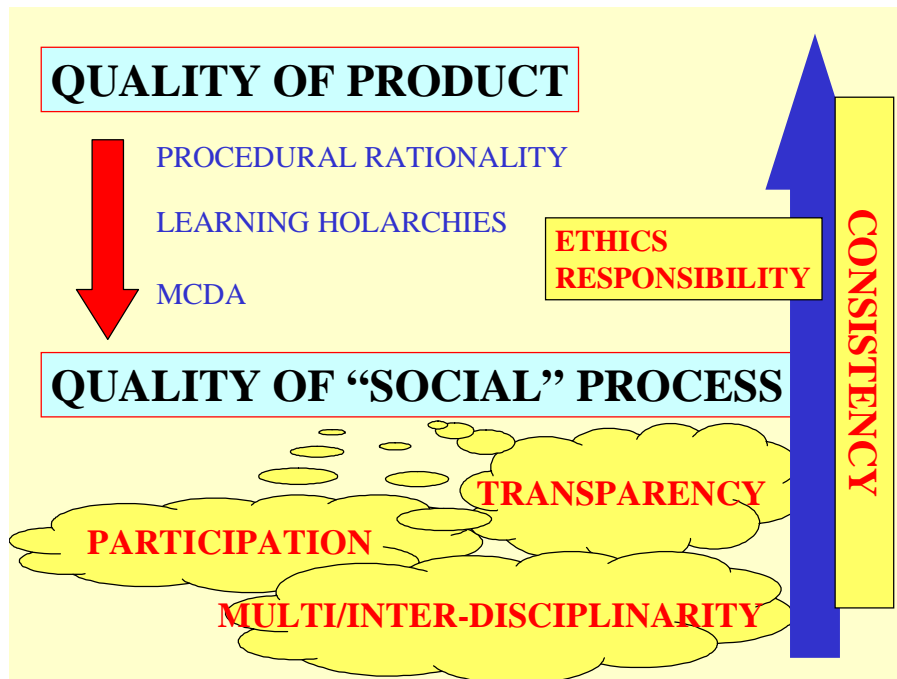 QUALITY OF PRODUCT
PROCEDURAL RATIONALITY
LEARNING HOLARCHIES
MCDA
ETHICS
RESPONSIBILITY
CONSISTENCY
QUALITY OF “SOCIAL” PROCESS
TRANSPARENCY
PARTICIPATION
MULTI/INTER-DISCIPLINARITY